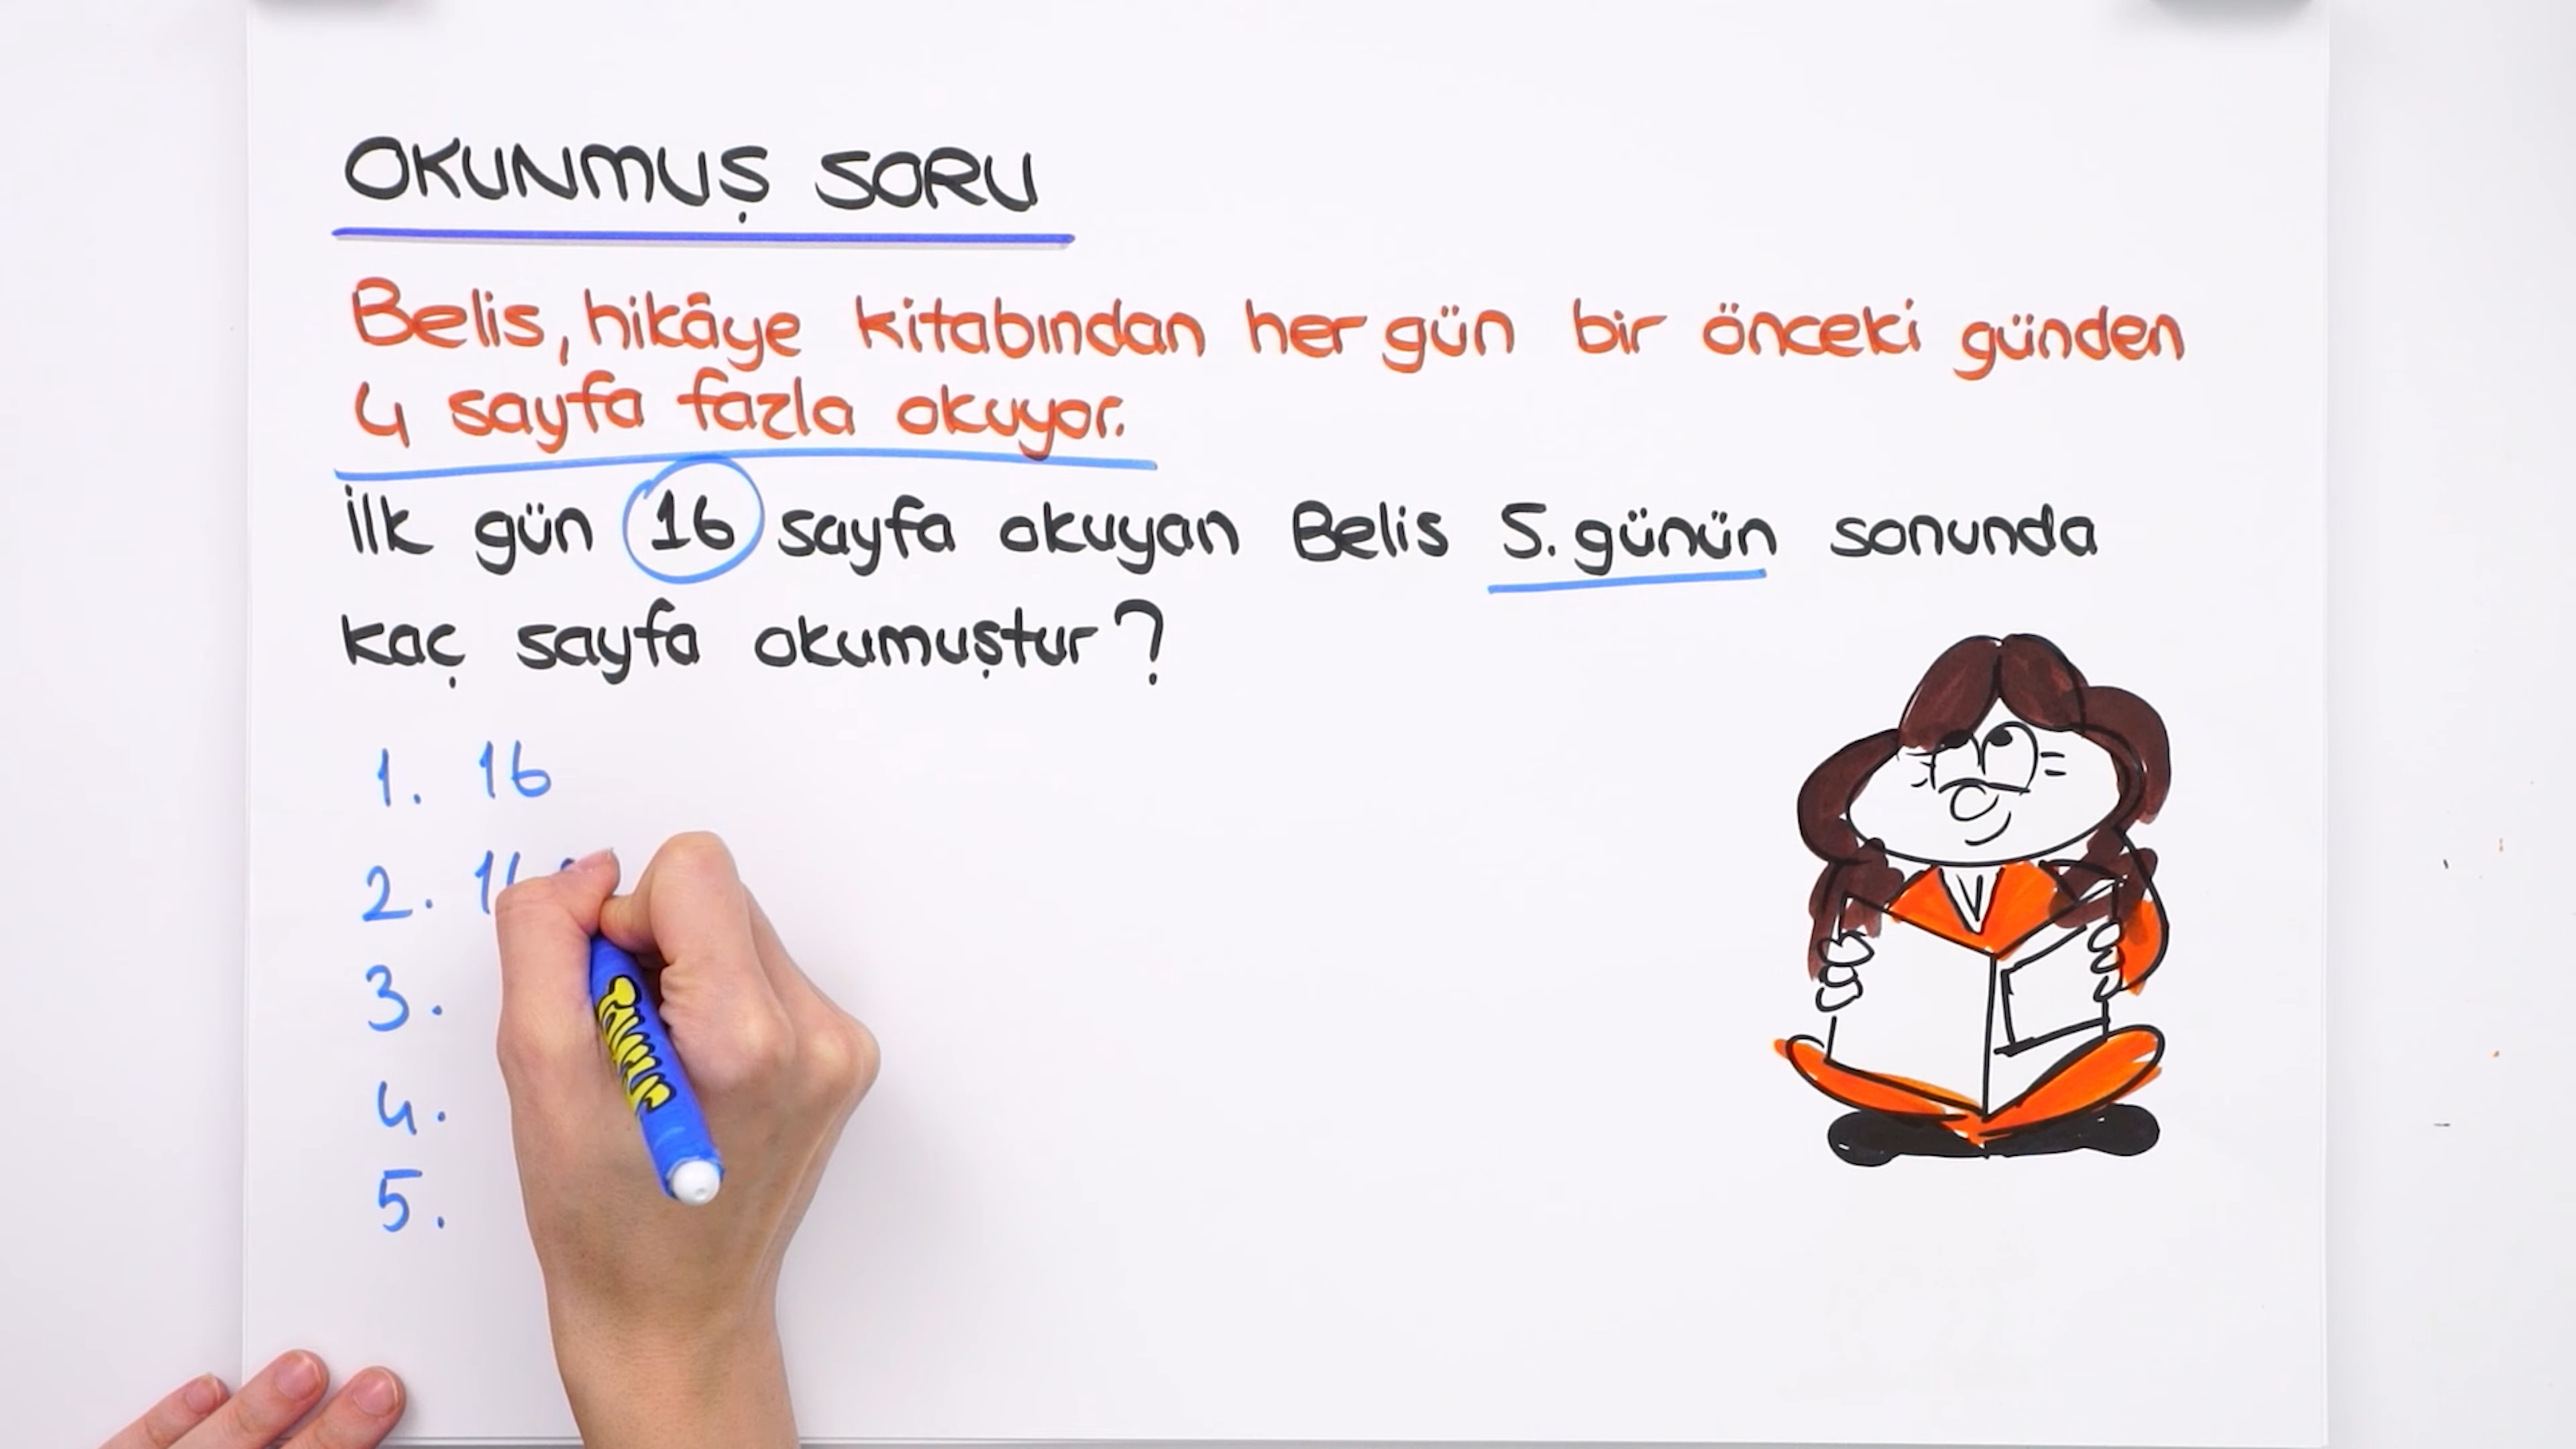 OKUNMUŞ SORU
Belis, hikâye kitabından her gün bir önceki günden
4 sayfa fazla okuyor.
İlk gün 16 sayfa okuyan Belis 5. günün sonunda
kaç sayfa okumuştur?
1. 16
2.
3.
4.
5.